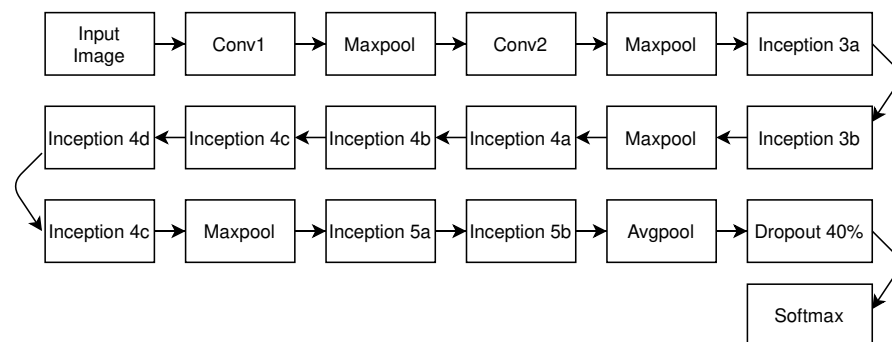 Input
Image
Conv1
Maxpool
Conv2
Maxpool
Inception 3a
Inception 4d
Inception 4c
Inception 4b
Inception 4a
Maxpool
Inception 3b
Inception 4c
Maxpool
Inception 5a
Inception 5b
Avgpool
Dropout 40%
Softmax